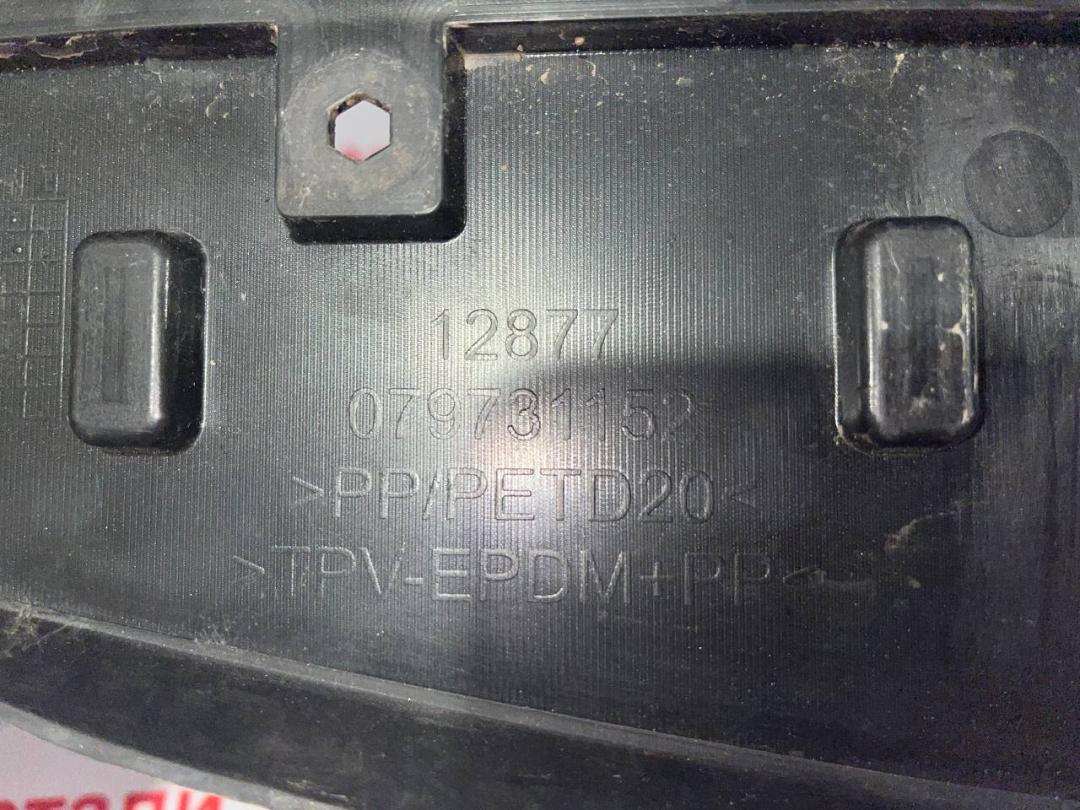 12877
079731152
>PP/PETD20<
>TPV-EPDM+PP<